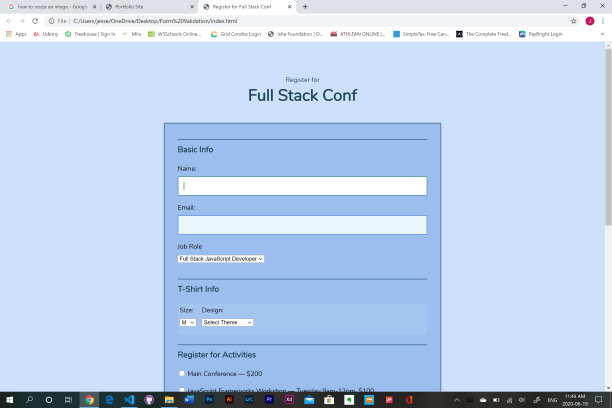 how to resize an image - Google
Portfolio Site
Register for Full Stack Conf
File
C:/Users/jesse/OneDrive/Desktop/Form%20Validation/index.html
Apps
Udemy
Treehouse | Sign In
Milo
W3Schools Online...
Grid Condos Login
Isha Foundation | O...
ATHLEAN ONLINE |...
SimpleTax: Free Can...
The Complete Freel...
PayBright Login
»
Register for
Full Stack Conf
Basic Info
Name:
Email:
Job Role
Full Stack JavaScript Developer
T-Shirt Info
Size:
Design:
M
Select Theme
Register for Activities
Main Conference — $200
JavaScript Frameworks Workshop — Tuesday 9am-12pm, $100
ENG
11:49 AM
2020-06-19